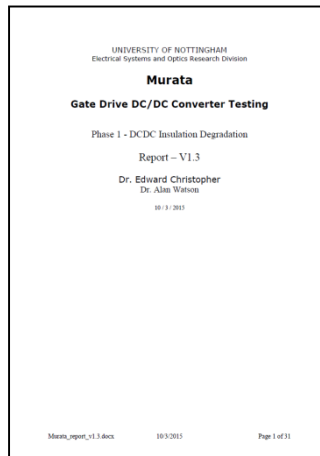 UNIVERSITY OF NOTTINGHAM
Electrical Systems and Optics Research Division
Murata
Gate Drive DC/DC Converter Testing
Phase 1 - DCDC Insulation Degradation
Report – V1.3
Dr. Edward Christopher
Dr. Alan Watson
10 / 3 / 2015
Murata_report_v1.3.docx 10/3/2015 Page 1 of 31